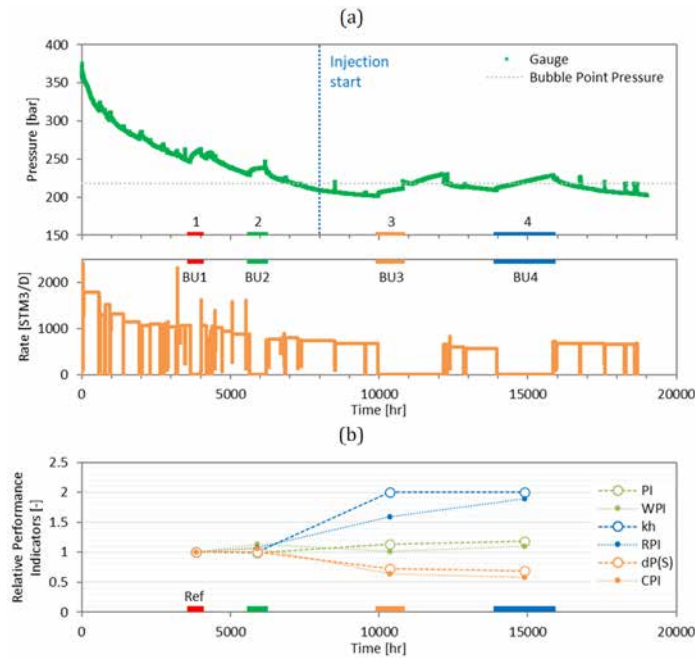 (a)
400
350
300
250
200
150
Pressure [bar]
Injection
start
Gauge
Bubble Point Pressure
1
2
3
4
BU1
BU2
BU3
BU4
2000
1000
0
Rate [STM3/D]
0
5000
10000
15000
20000
Time [hr]
(b)
2.5
2
1.5
1
0.5
0
Relative Performance
Indicators [-]
PI
WPI
kh
RPI
dP(S)
CPI
Ref
0
5000
10000
15000
20000
Time [hr]